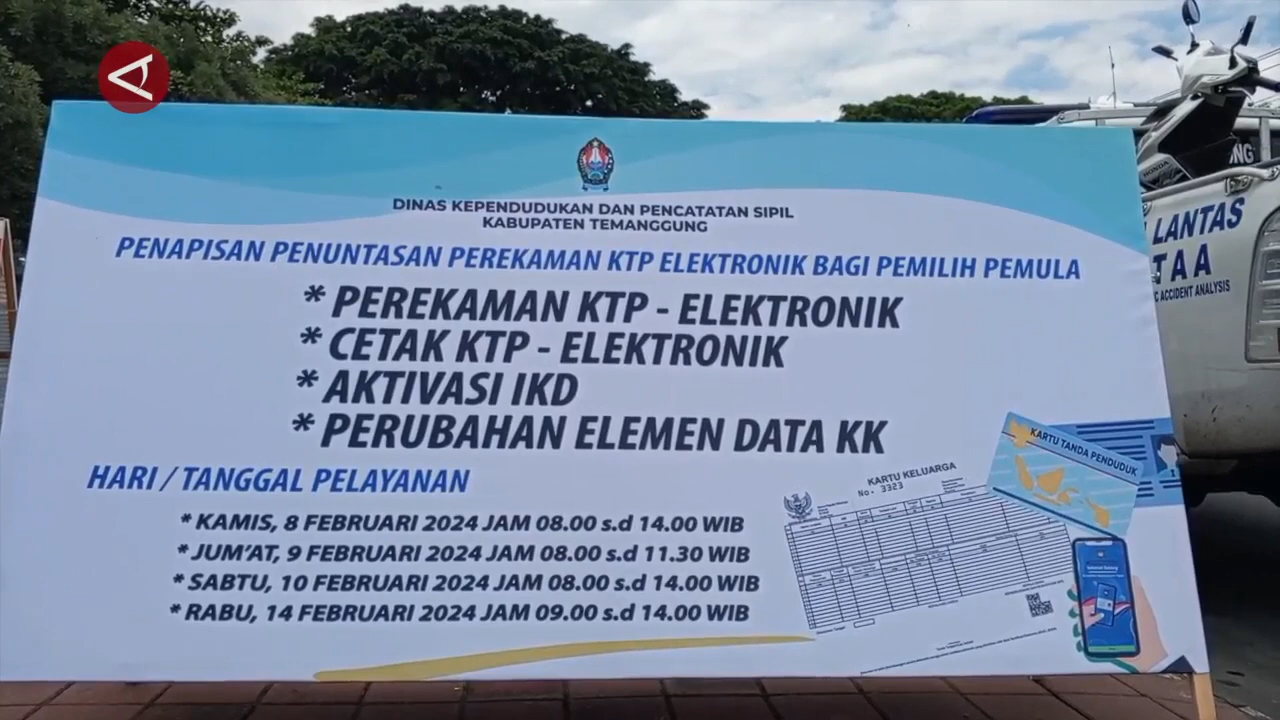 DINAS KEPENDUDUKAN DAN PENCATATAN SIPIL
KABUPATEN TEMANGGUNG
PENAPISAN PENUNTASAN PEREKAMAN KTP ELEKTRONIK BAGI PEMILIH PEMULA
* PEREKAMAN KTP - ELEKTRONIK
* CETAK KTP - ELEKTRONIK
* AKTIVASI IKD
* PERUBAHAN ELEMEN DATA KK
HARI / TANGGAL PELAYANAN
* KAMIS, 8 FEBRUARI 2024 JAM 08.00 s.d 14.00 WIB
* JUM'AT, 9 FEBRUARI 2024 JAM 08.00 s.d 11.30 WIB
* SABTU, 10 FEBRUARI 2024 JAM 08.00 s.d 14.00 WIB
* RABU, 14 FEBRUARI 2024 JAM 09.00 s.d 14.00 WIB
KARTU KELUARGA
No. 3323
KARTU TANDA PENDUDUK
Selamat Datang
NG
LANTAS
TAA
ACCIDENT ANALYSIS
HONDA